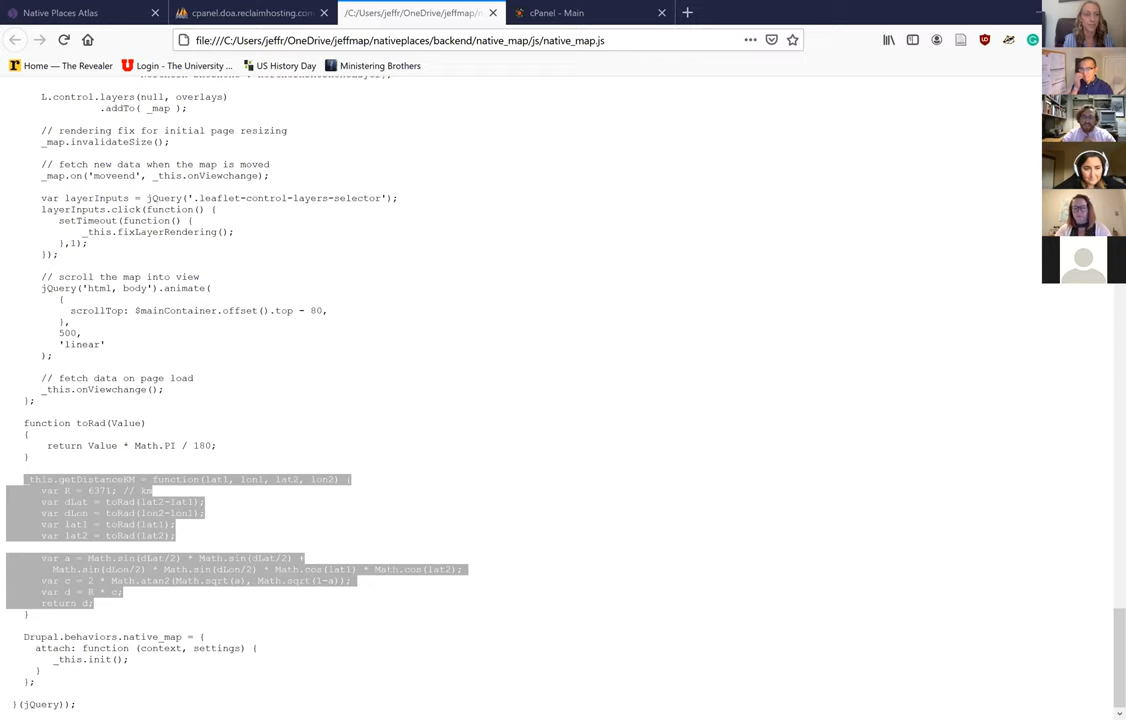 Native Places Atlas
cpanel.doa.reclaimhosting.com
/C:/Users/jeffr/OneDrive/jeffmap/n
cPanel - Main
file:///C:/Users/jeffr/OneDrive/jeffmap/nativeplaces/backend/native_map/js/native_map.js
Home — The Revealer
Login - The University ...
US History Day
Ministering Brothers
L.control.layers(null, overlays)
.addTo( _map );
// rendering fix for initial page resizing
_map.invalidateSize();
// fetch new data when the map is moved
_map.on('moveend', _this.onViewchange);
var layerInputs = jQuery('.leaflet-control-layers-selector');
layerInputs.click(function() {
setTimeout(function() {
_this.fixLayerRendering();
},1);
});
// scroll the map into view
jQuery('html, body').animate(
{
scrollTop: $mainContainer.offset().top - 80,
},
500,
'linear'
);
// fetch data on page load
_this.onViewchange();
};
function toRad(Value)
{
return Value * Math.PI / 180;
}
_this.getDistanceKM = function(lat1, lon1, lat2, lon2) {
var R = 6371; // km
var dLat = toRad(lat2-lat1);
var dLon = toRad(lon2-lon1);
var lat1 = toRad(lat1);
var lat2 = toRad(lat2);
var a = Math.sin(dLat/2) * Math.sin(dLat/2) +
Math.sin(dLon/2) * Math.sin(dLon/2) * Math.cos(lat1) * Math.cos(lat2);
var c = 2 * Math.atan2(Math.sqrt(a), Math.sqrt(1-a));
var d = R * c;
return d;
}
Drupal.behaviors.native_map = {
attach: function (context, settings) {
_this.init();
}
};
}(jQuery));